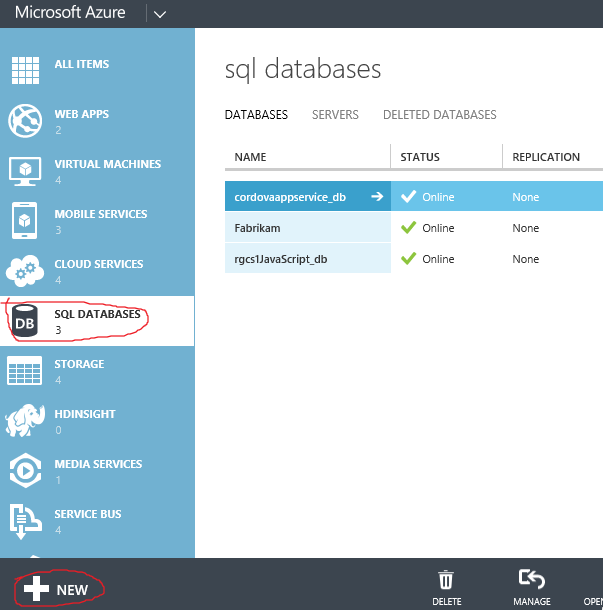 Microsoft Azure
ALL ITEMS
WEB APPS
2
VIRTUAL MACHINES
4
MOBILE SERVICES
3
CLOUD SERVICES
4
DB
SQL DATABASES
3
STORAGE
4
HDINSIGHT
0
MEDIA SERVICES
1
SERVICE BUS
4
sql databases
DATABASES SERVERS DELETED DATABASES
NAME STATUS REPLICATION
cordovaappservice_db Online None
Fabrikam Online None
rgcs1JavaScript_db Online None
NEW
DELETE
MANAGE
OPEN